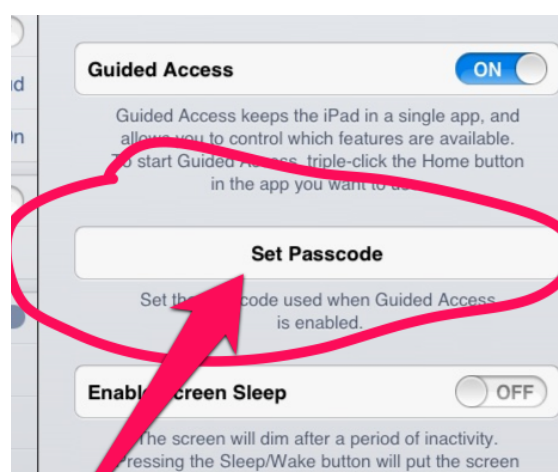 Guided Access ON
Guided Access keeps the iPad in a single app, and
allows you to control which features are available.
To start Guided Access, triple-click the Home button
in the app you want to
Set Passcode
Set the used when Guided Access
is enabled.
Enable Screen Sleep OFF
The screen will dim after a period of inactivity.
Pressing the Sleep/Wake button will put the screen